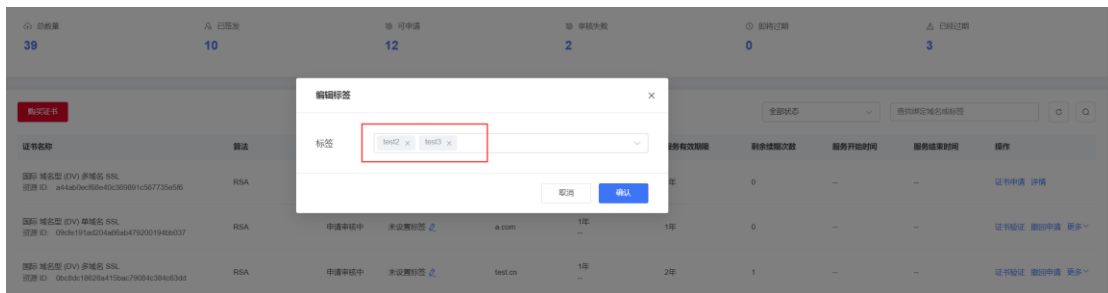 总数量 已签发 可申请 审核失败 即将过期 已经过期
39 10 12 2 0 3
编辑标签
购买证书 全部状态 查找绑定域名或标签
标签 test2 test3
证书名称 算法 服务有效期限 剩余续期次数 服务开始时间 服务结束时间 操作
取消 确认
国际 域名型 (DV) 多域名 SSL
RSA 年 0 -- -- 证书申请 详情
资源 ID: a44ab0ecf68e40c389891c567735e5f6
国际 域名型 (DV) 单域名 SSL 1年
RSA 申请审核中 未设置标签 a.com 1年 0 -- -- 证书验证 撤回申请 更多
资源 ID: 09cfe191ad204a66ab479200194bb037 --
国际 域名型 (DV) 多域名 SSL 1年
RSA 申请审核中 未设置标签 test.cn 2年 1 -- -- 证书验证 撤回申请 更多
资源 ID: 0bc8dc18628a415bac79084c384c63dd --